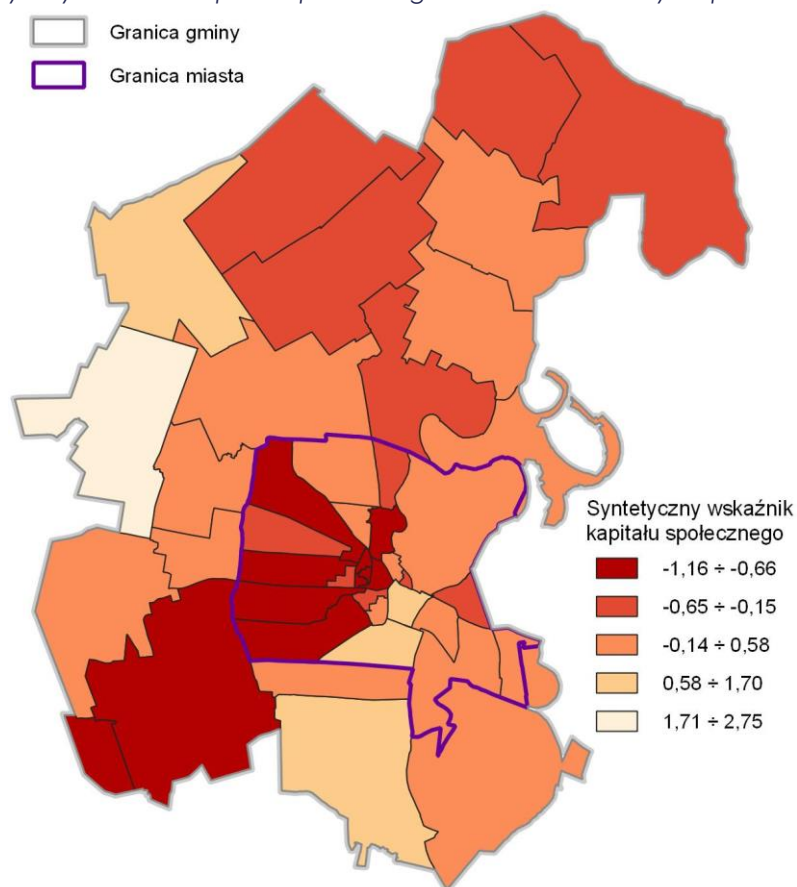 Granica gminy
Granica miasta
Syntetyczny wskaźnik
kapitału społecznego
-1,16 ÷ -0,66
-0,65 ÷ -0,15
-0,14 ÷ 0,58
0,58 ÷ 1,70
1,71 ÷ 2,75